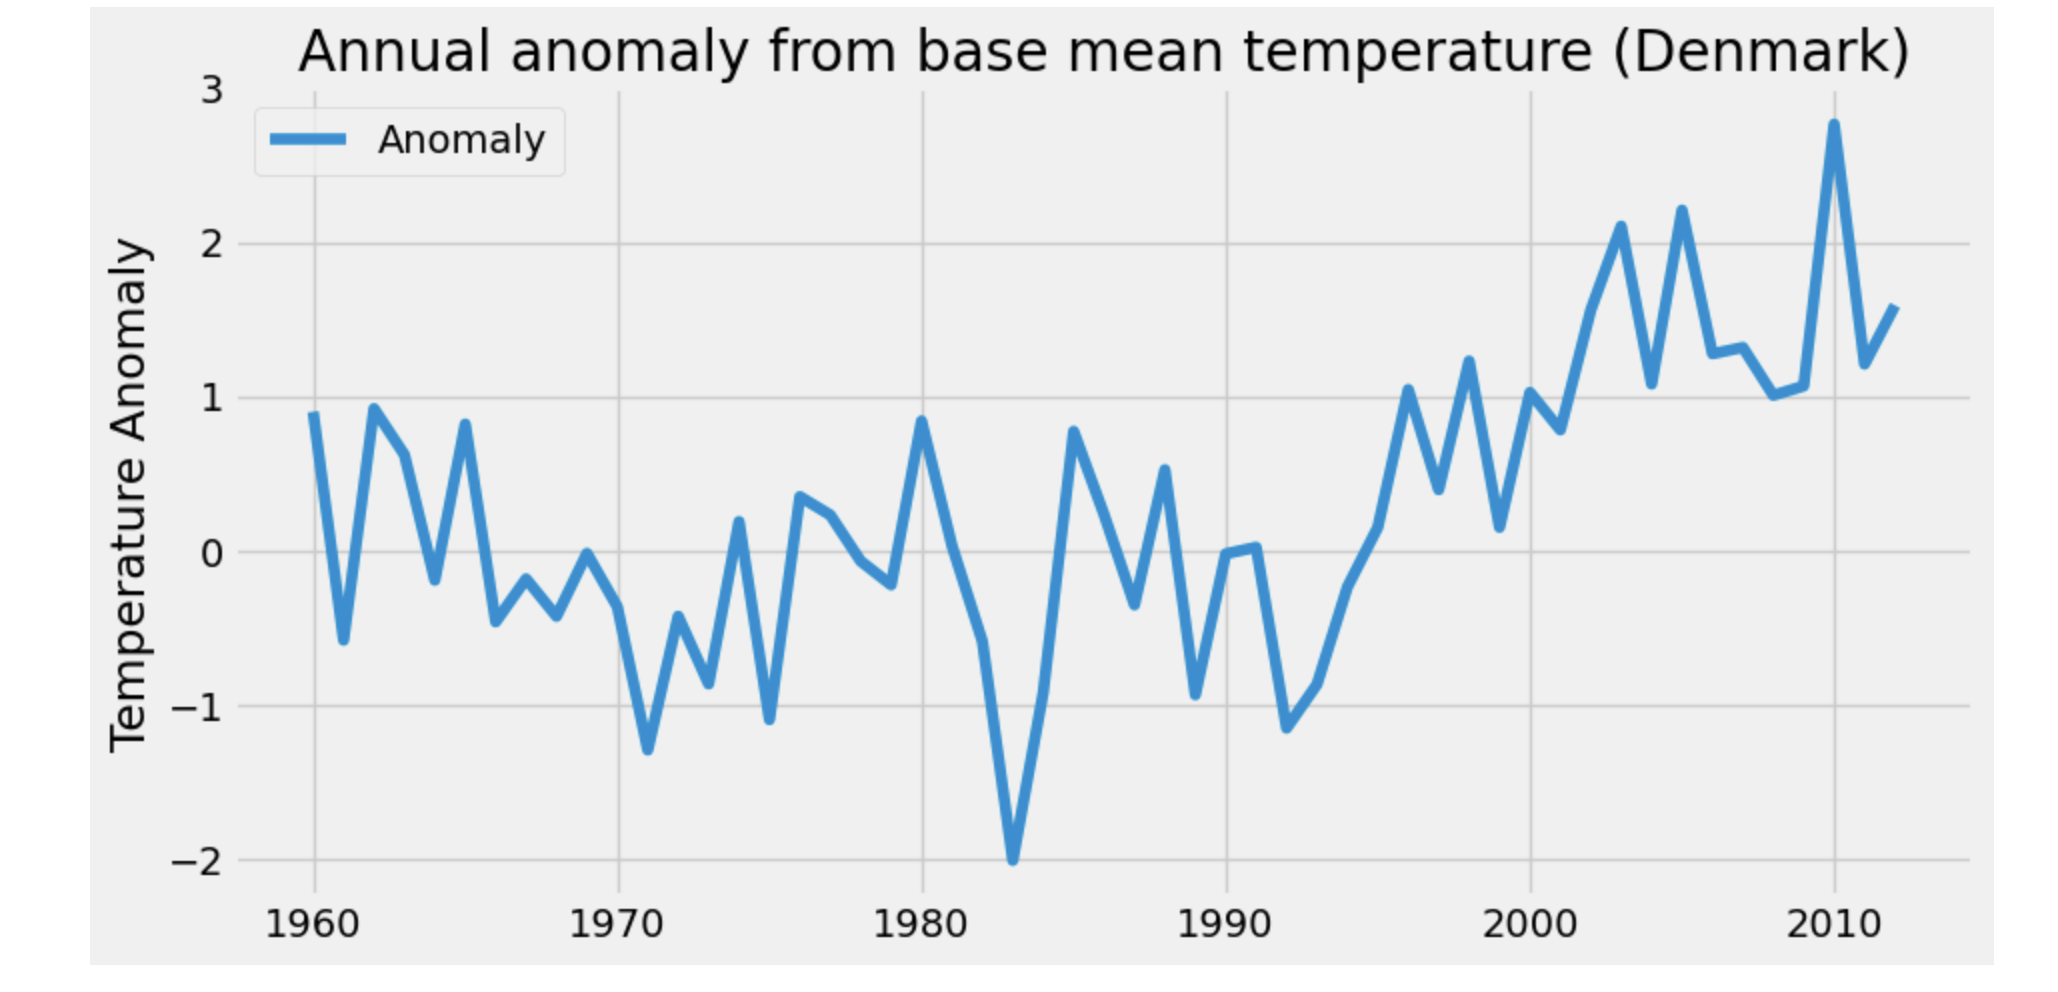 Annual anomaly from base mean temperature (Denmark)
3
Anomaly
2
1
0
−1
−2
Temperature Anomaly
1960 1970 1980 1990 2000 2010